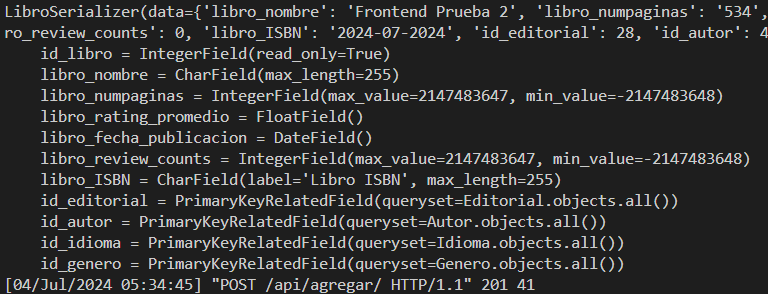 LibroSerializer(data={'libro_nombre': 'Frontend Prueba 2', 'libro_numpaginas': '534',
ro_review_counts': 0, 'libro_ISBN': '2024-07-2024', 'id_editorial': 28, 'id_autor': 4
id_libro = IntegerField(read_only=True)
libro_nombre = CharField(max_length=255)
libro_numpaginas = IntegerField(max_value=2147483647, min_value=-2147483648)
libro_rating_promedio = FloatField()
libro_fecha_publicacion = DateField()
libro_review_counts = IntegerField(max_value=2147483647, min_value=-2147483648)
libro_ISBN = CharField(label='Libro ISBN', max_length=255)
id_editorial = PrimaryKeyRelatedField(queryset=Editorial.objects.all())
id_autor = PrimaryKeyRelatedField(queryset=Autor.objects.all())
id_idioma = PrimaryKeyRelatedField(queryset=Idioma.objects.all())
id_genero = PrimaryKeyRelatedField(queryset=Genero.objects.all())
[04/Jul/2024 05:34:45] "POST /api/agregar/ HTTP/1.1" 201 41